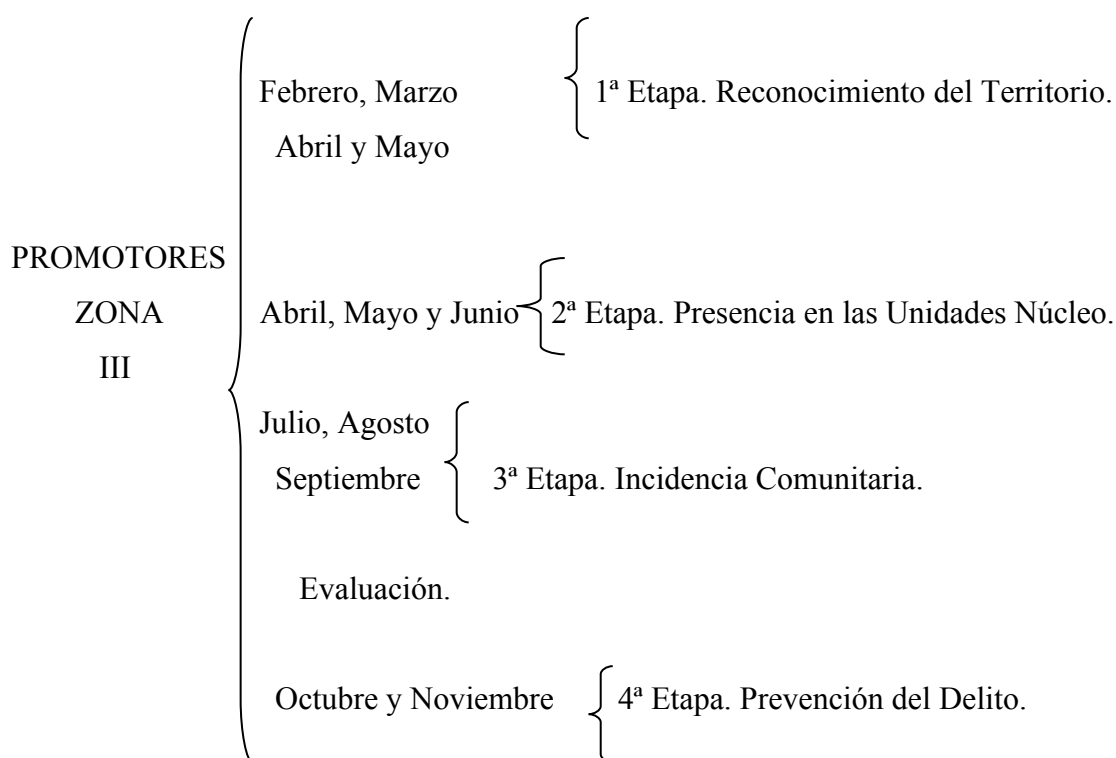 Febrero, Marzo
1ª Etapa. Reconocimiento del Territorio.
Abril y Mayo
PROMOTORES
ZONA
III
Abril, Mayo y Junio
2ª Etapa. Presencia en las Unidades Núcleo.
Julio, Agosto
Septiembre
3ª Etapa. Incidencia Comunitaria.
Evaluación.
Octubre y Noviembre
4ª Etapa. Prevención del Delito.